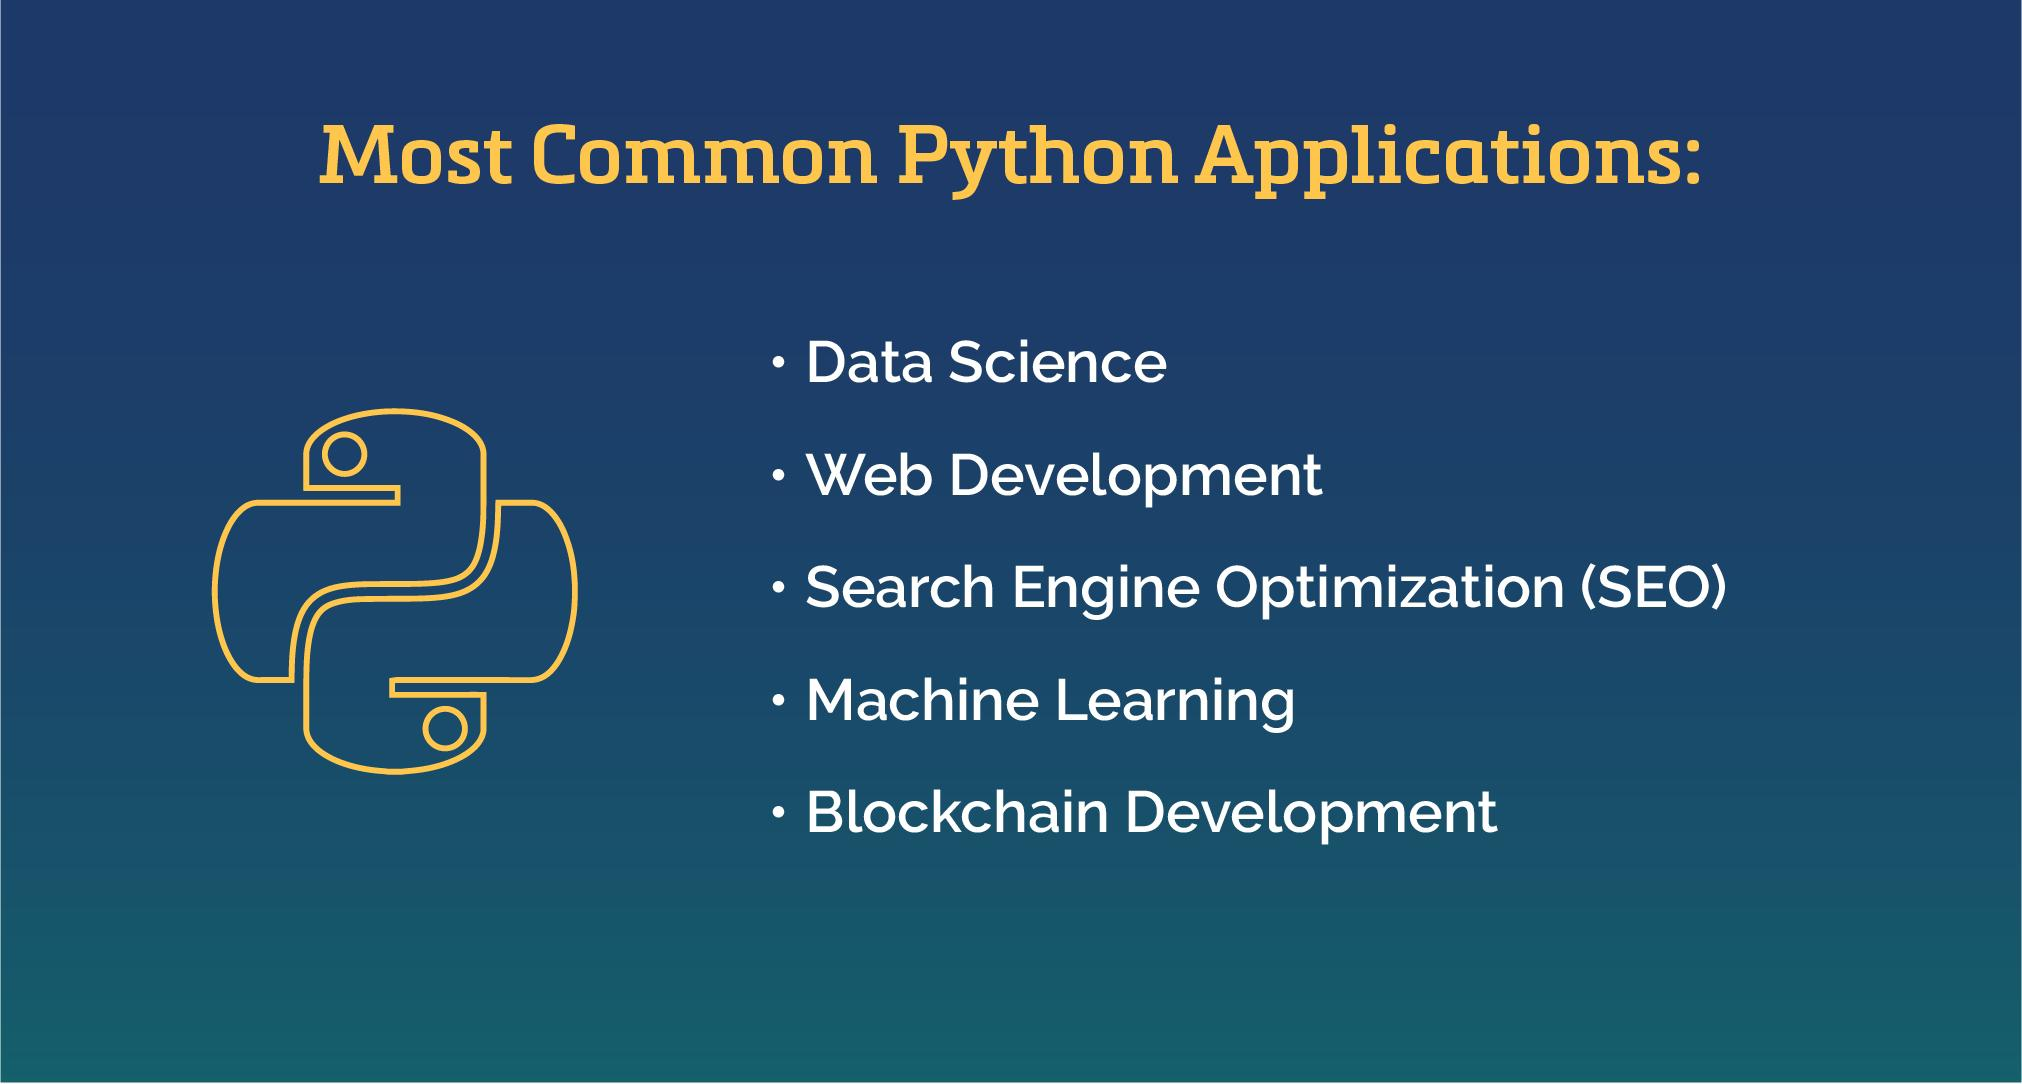 Most Common Python Applications:
• Data Science
• Web Development
• Search Engine Optimization (SEO)
• Machine Learning
• Blockchain Development